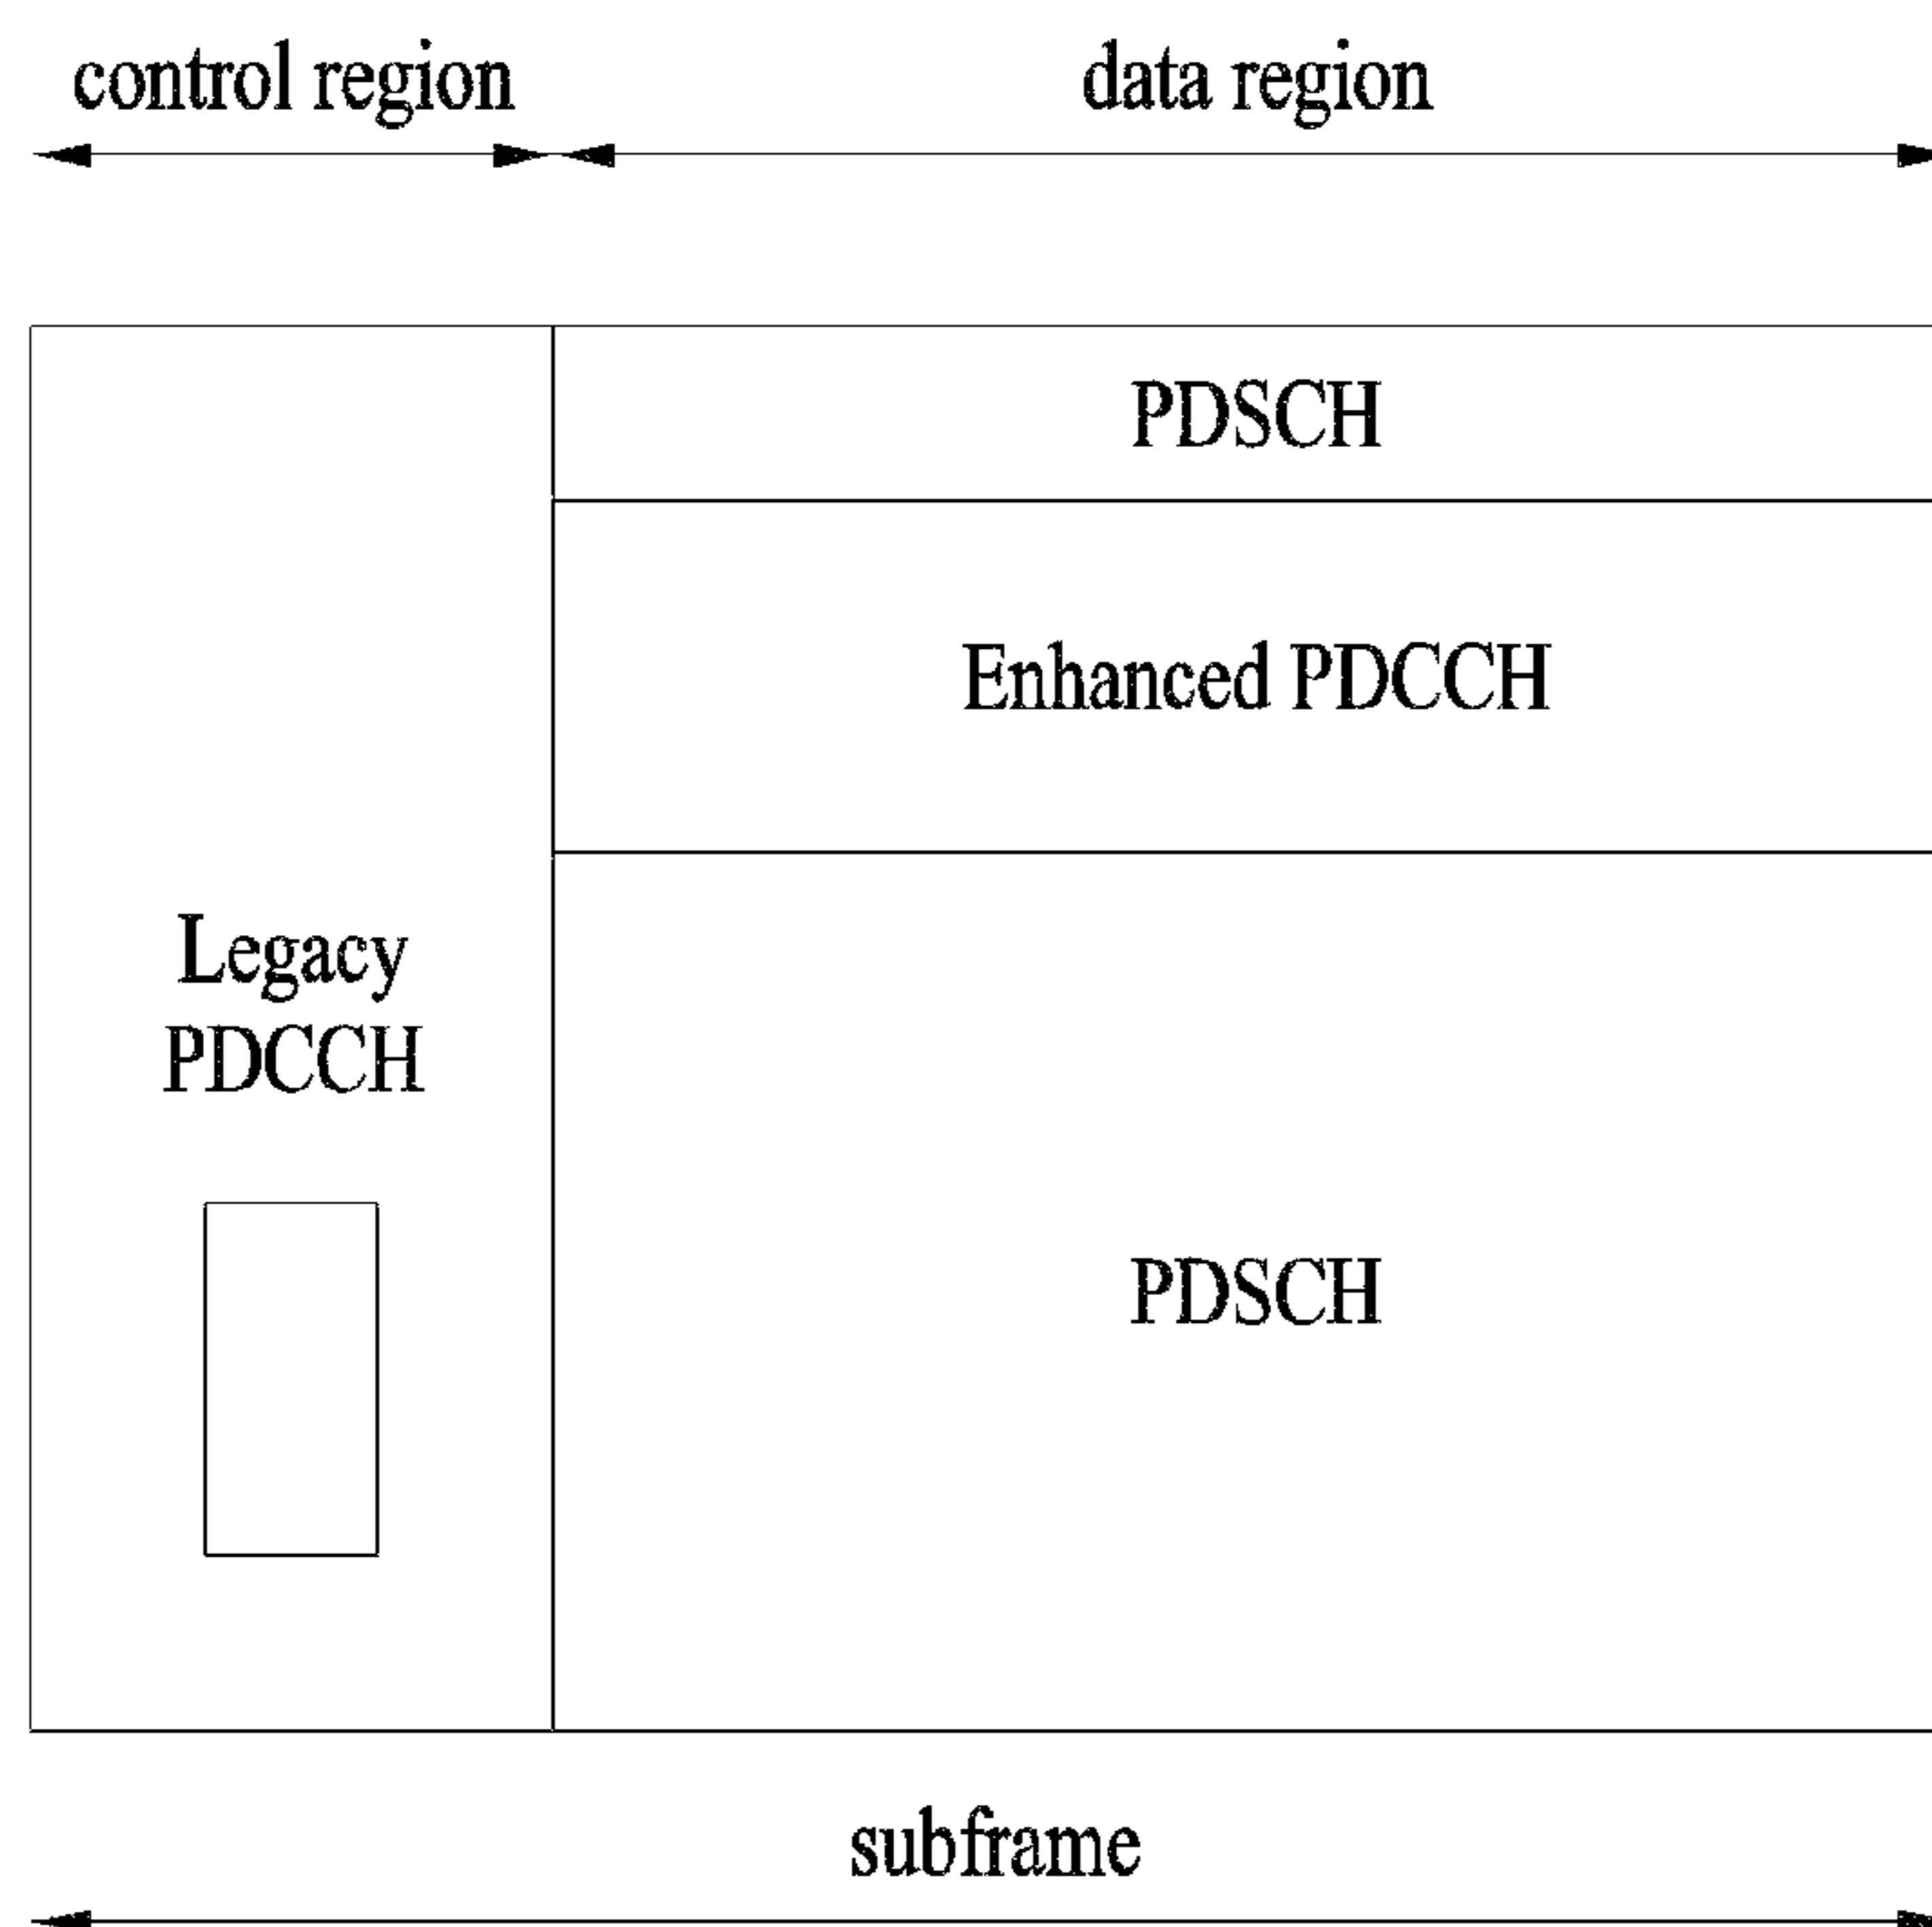 control region
data region
PDSCH
Enhanced PDCCH
Legacy
PDCCH
PDSCH
subframe